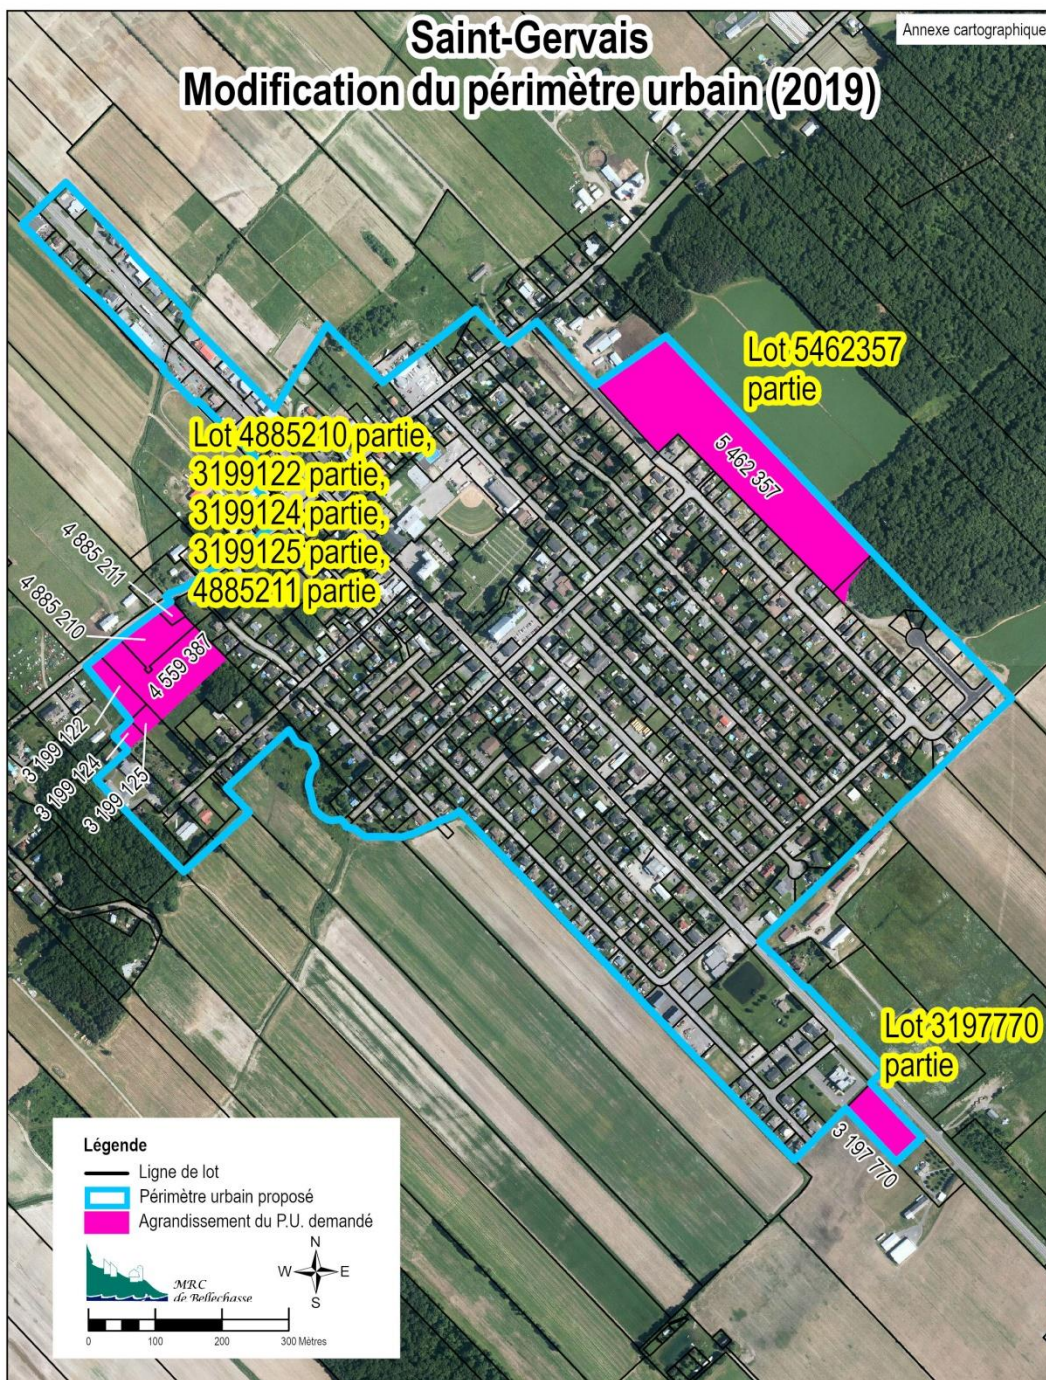 Annexe cartographique
Saint-Gervais
Modification du périmètre urbain (2019)
Lot 5462357
partie
5 462 357
Lot 4885210 partie,
3199122 partie,
3199124 partie,
3199125 partie,
4885211 partie
4 885 211
4 885 210
4 559 387
3 199 122
3 199 124
3 199 125
Lot 3197770
partie
3 197 770
Légende
Ligne de lot
Périmètre urbain proposé
Agrandissement du P.U. demandé
MRC
de Bellechasse
N
W E
S
0 100 200 300 Mètres